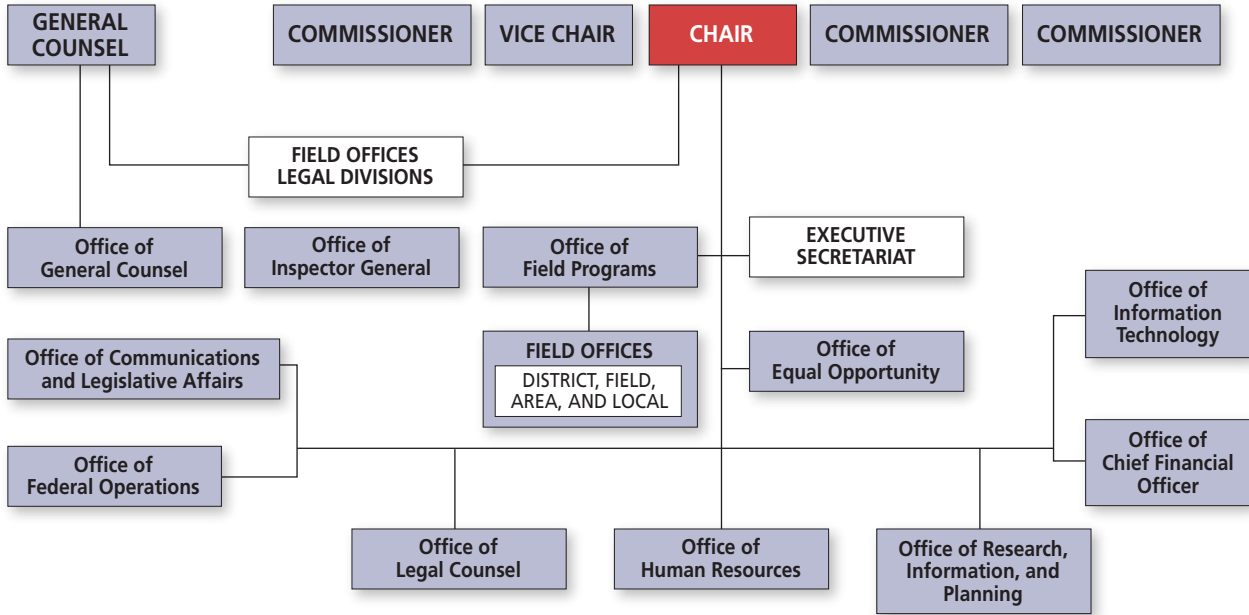 GENERAL
COUNSEL
COMMISSIONER
VICE CHAIR
CHAIR
COMMISSIONER
COMMISSIONER
FIELD OFFICES
LEGAL DIVISIONS
Office of
General Counsel
Office of
Inspector General
Office of
Field Programs
EXECUTIVE
SECRETARIAT
Office of
Information
Technology
Office of Communications
and Legislative Affairs
FIELD OFFICES
DISTRICT, FIELD,
AREA, AND LOCAL
Office of
Equal Opportunity
Office of
Federal Operations
Office of
Chief Financial
Officer
Office of
Legal Counsel
Office of
Human Resources
Office of Research,
Information, and
Planning